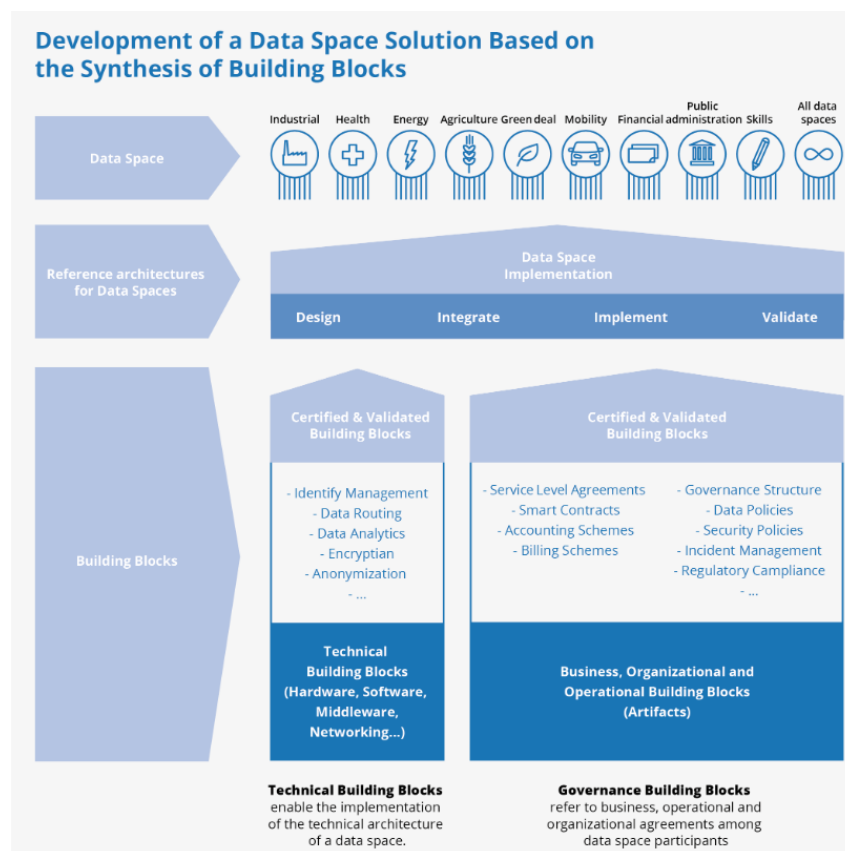 Development of a Data Space Solution Based on
the Synthesis of Building Blocks
Data Space
Industrial
Health
Energy
Agriculture
Green deal
Mobility
Financial
Public
administration
Skills
All data
spaces
Reference architectures
for Data Spaces
Data Space
Implementation
Design
Integrate
Implement
Validate
Building Blocks
Certified & Validated
Building Blocks
- Identify Management
- Data Routing
- Data Analytics
- Encryptian
- Anonymization
- ...
Technical
Building Blocks
(Hardware, Software,
Middleware,
Networking...)
Certified & Validated
Building Blocks
- Service Level Agreements
- Smart Contracts
- Accounting Schemes
- Billing Schemes
- Governance Structure
- Data Policies
- Security Policies
- Incident Management
- Regulatory Campliance
- ...
Business, Organizational and
Operational Building Blocks
(Artifacts)
Technical Building Blocks
enable the implementation
of the technical architecture
of a data space.
Governance Building Blocks
refer to business, operational and
organizational agreements among
data space participants